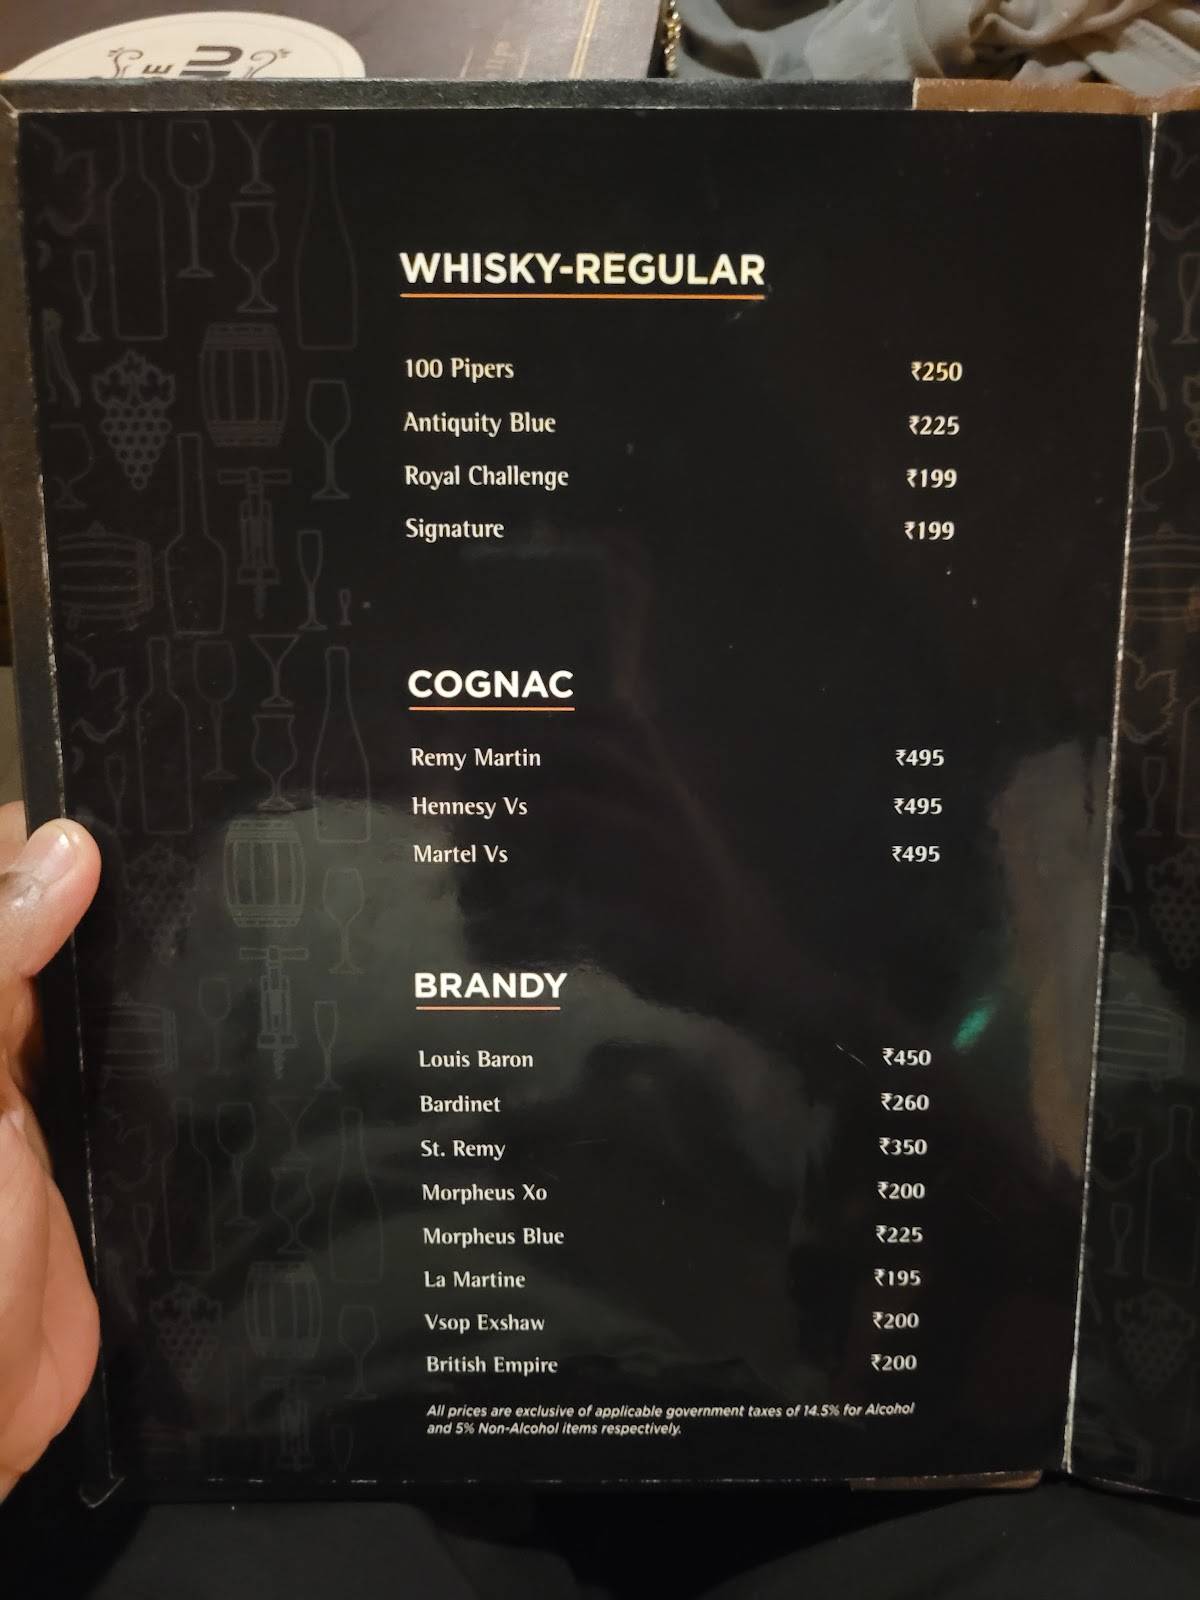 WHISKY-REGULAR
100 Pipers ₹250
Antiquity Blue ₹225
Royal Challenge ₹199
Signature ₹199
COGNAC
Remy Martin ₹495
Hennesy Vs ₹495
Martel Vs ₹495
BRANDY
Louis Baron ₹450
Bardinet ₹260
St. Remy ₹350
Morpheus Xo ₹200
Morpheus Blue ₹225
La Martine ₹195
Vsop Exshaw ₹200
British Empire ₹200
All prices are exclusive of applicable government taxes of 14.5% for Alcohol
and 5% Non-Alcohol items respectively.